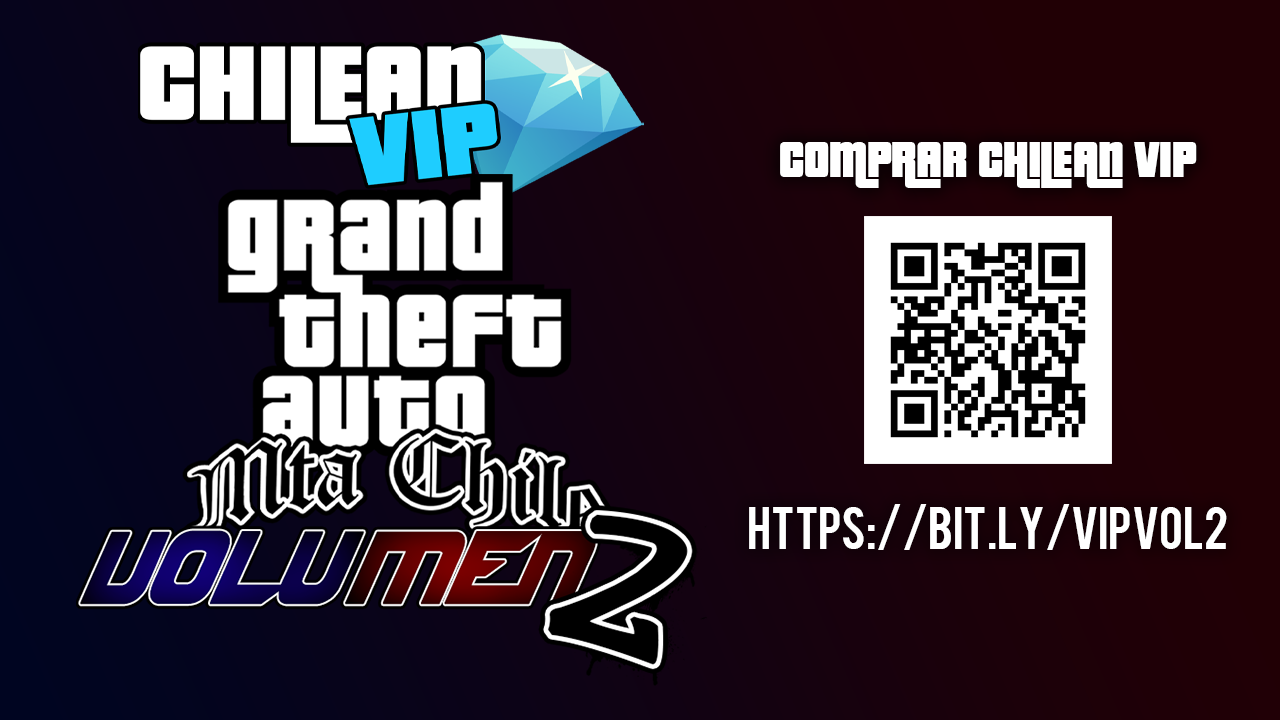 CHILEAN
VIP
grand
theft
auto
Mta Chile
VOLUMEN 2
COMPRAR CHILEAN VIP
HTTPS://BIT.LY/VIPVOL2